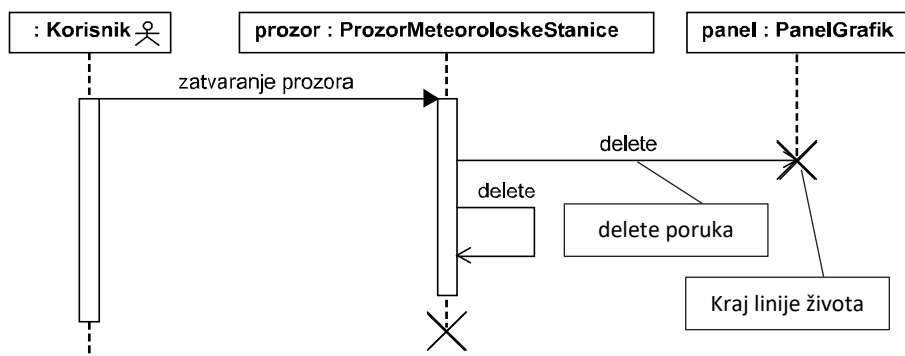 : Korisnik
prozor : ProzorMeteoroloskeStanice
panel : PanelGrafik
zatvaranje prozora
delete
delete
delete poruka
Kraj linije života